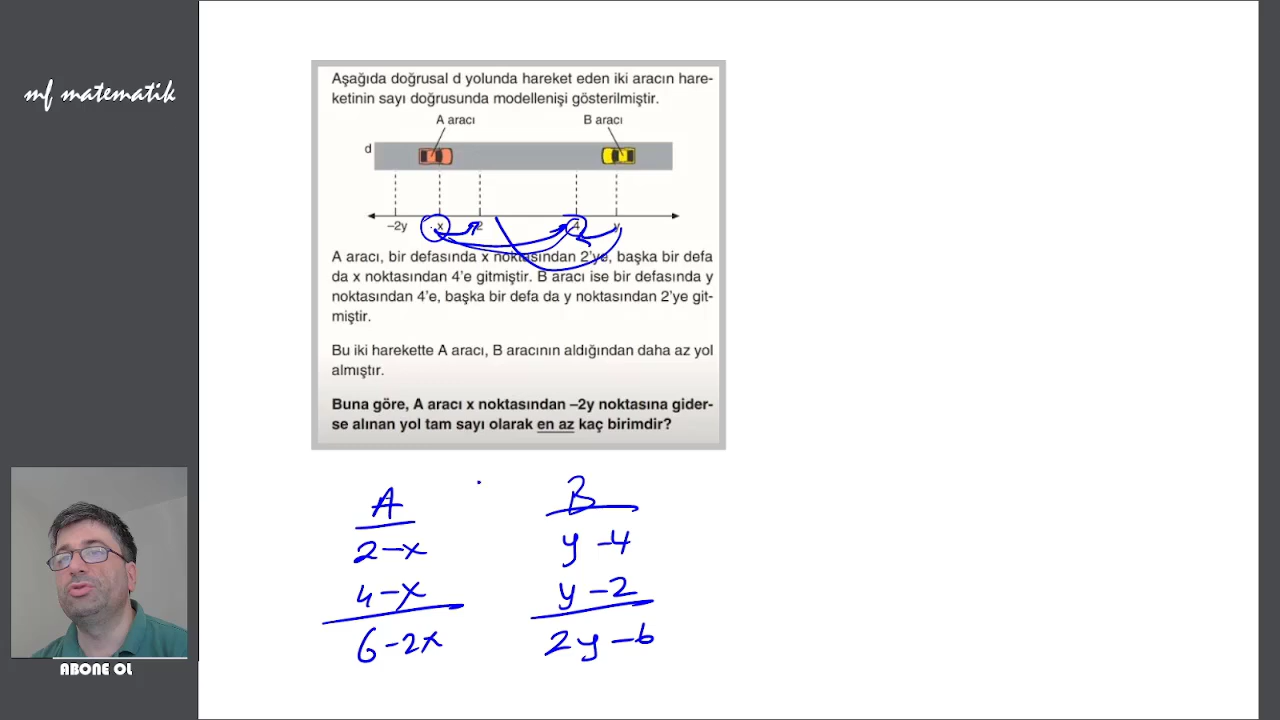 mf matematik
Aşağıda doğrusal d yolunda hareket eden iki aracın hare-
ketinin sayı doğrusunda modellenişi gösterilmiştir.
A aracı B aracı
d
–2y x 2 4 y
A aracı, bir defasında x noktasından 2'ye, başka bir defa
da x noktasından 4'e gitmiştir. B aracı ise bir defasında y
noktasından 4'e, başka bir defa da y noktasından 2'ye git-
miştir.
Bu iki harekette A aracı, B aracının aldığından daha az yol
almıştır.
Buna göre, A aracı x noktasından –2y noktasına gider-
se alınan yol tam sayı olarak en az kaç birimdir?
A B
2-x y-4
4-x y-2
6-2x 2y-6
ABONE OL